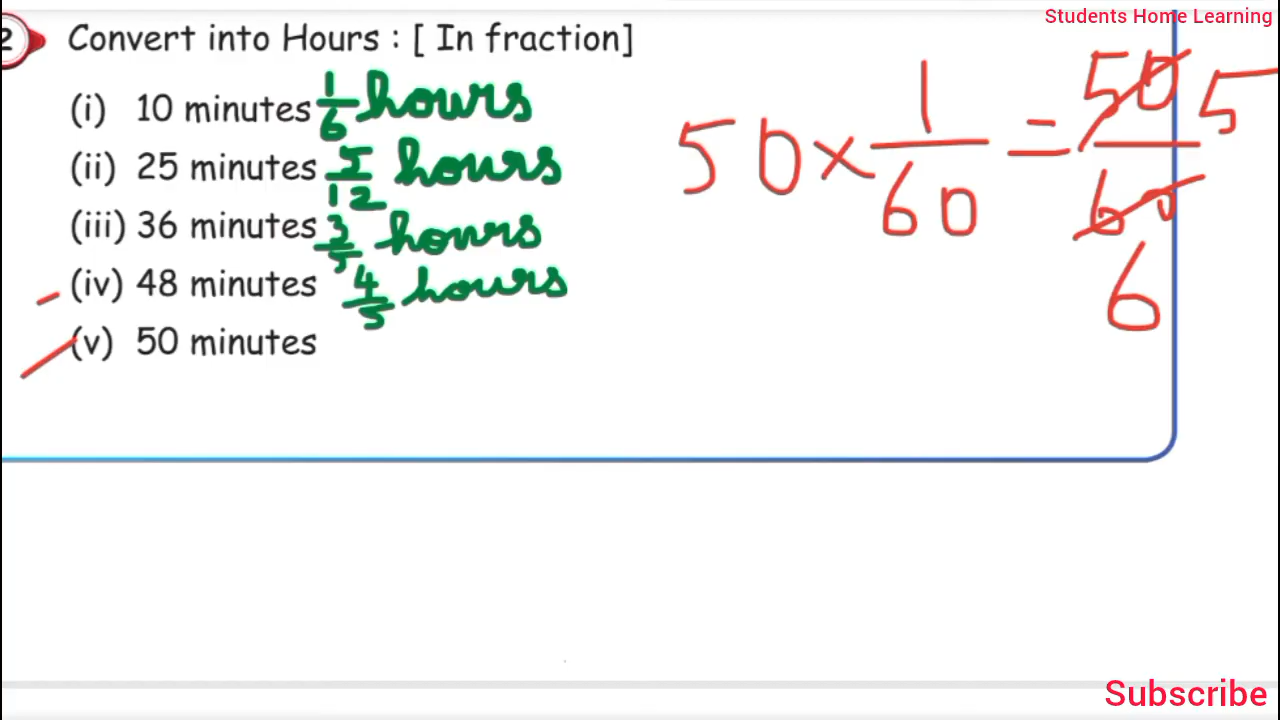 Students Home Learning
2 Convert into Hours : [ In fraction]
(i) 10 minutes 1/6 hours
(ii) 25 minutes 5/12 hours
(iii) 36 minutes 3/5 hours
(iv) 48 minutes 4/5 hours
(v) 50 minutes
50 × 1/60 = 50/60 5
6
Subscribe